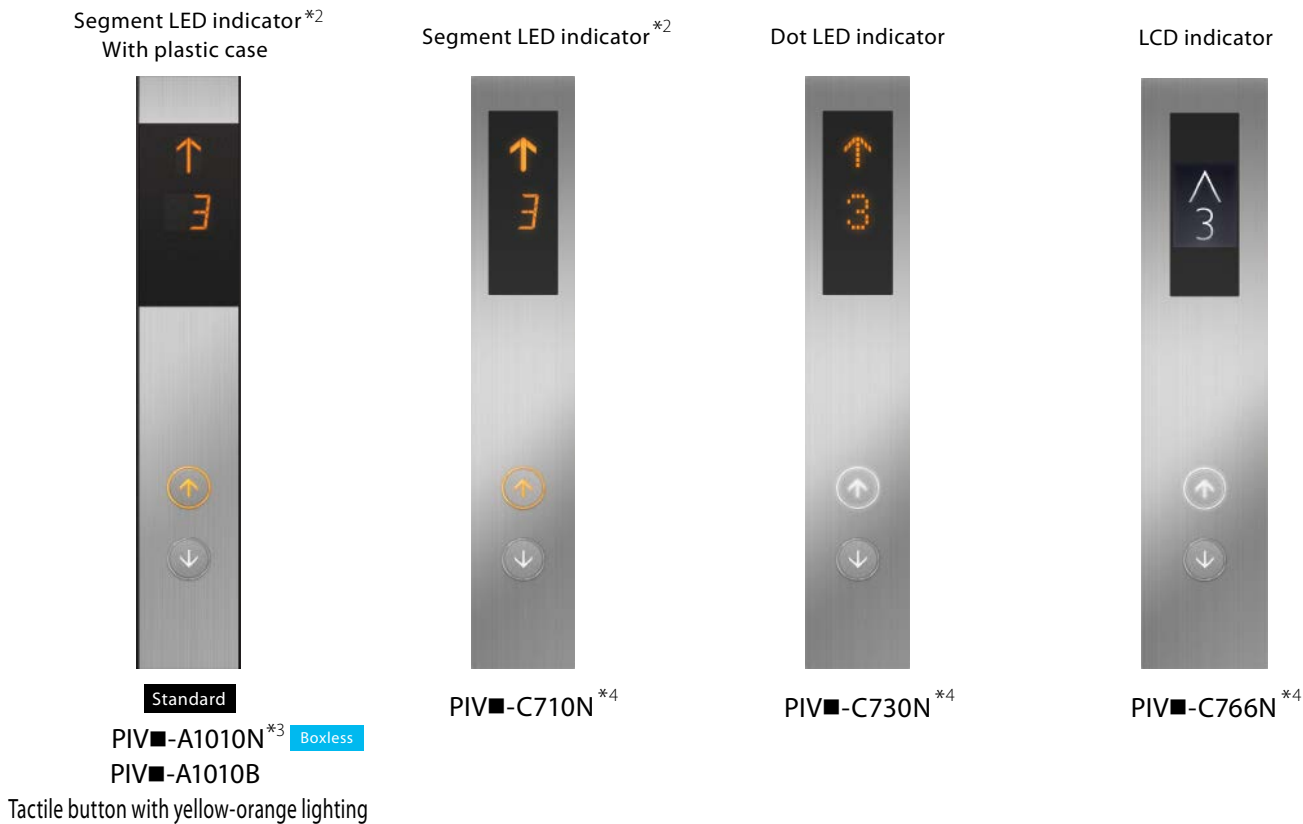 Segment LED indicator*2
With plastic case
Segment LED indicator*2
Dot LED indicator
LCD indicator
↑
3
↑
3
↑
3
∧
3
↑
↓
↑
↓
↑
↓
↑
↓
Standard
PIV■-A1010N*3 Boxless
PIV■-A1010B
Tactile button with yellow-orange lighting
PIV■-C710N*4
PIV■-C730N*4
PIV■-C766N*4